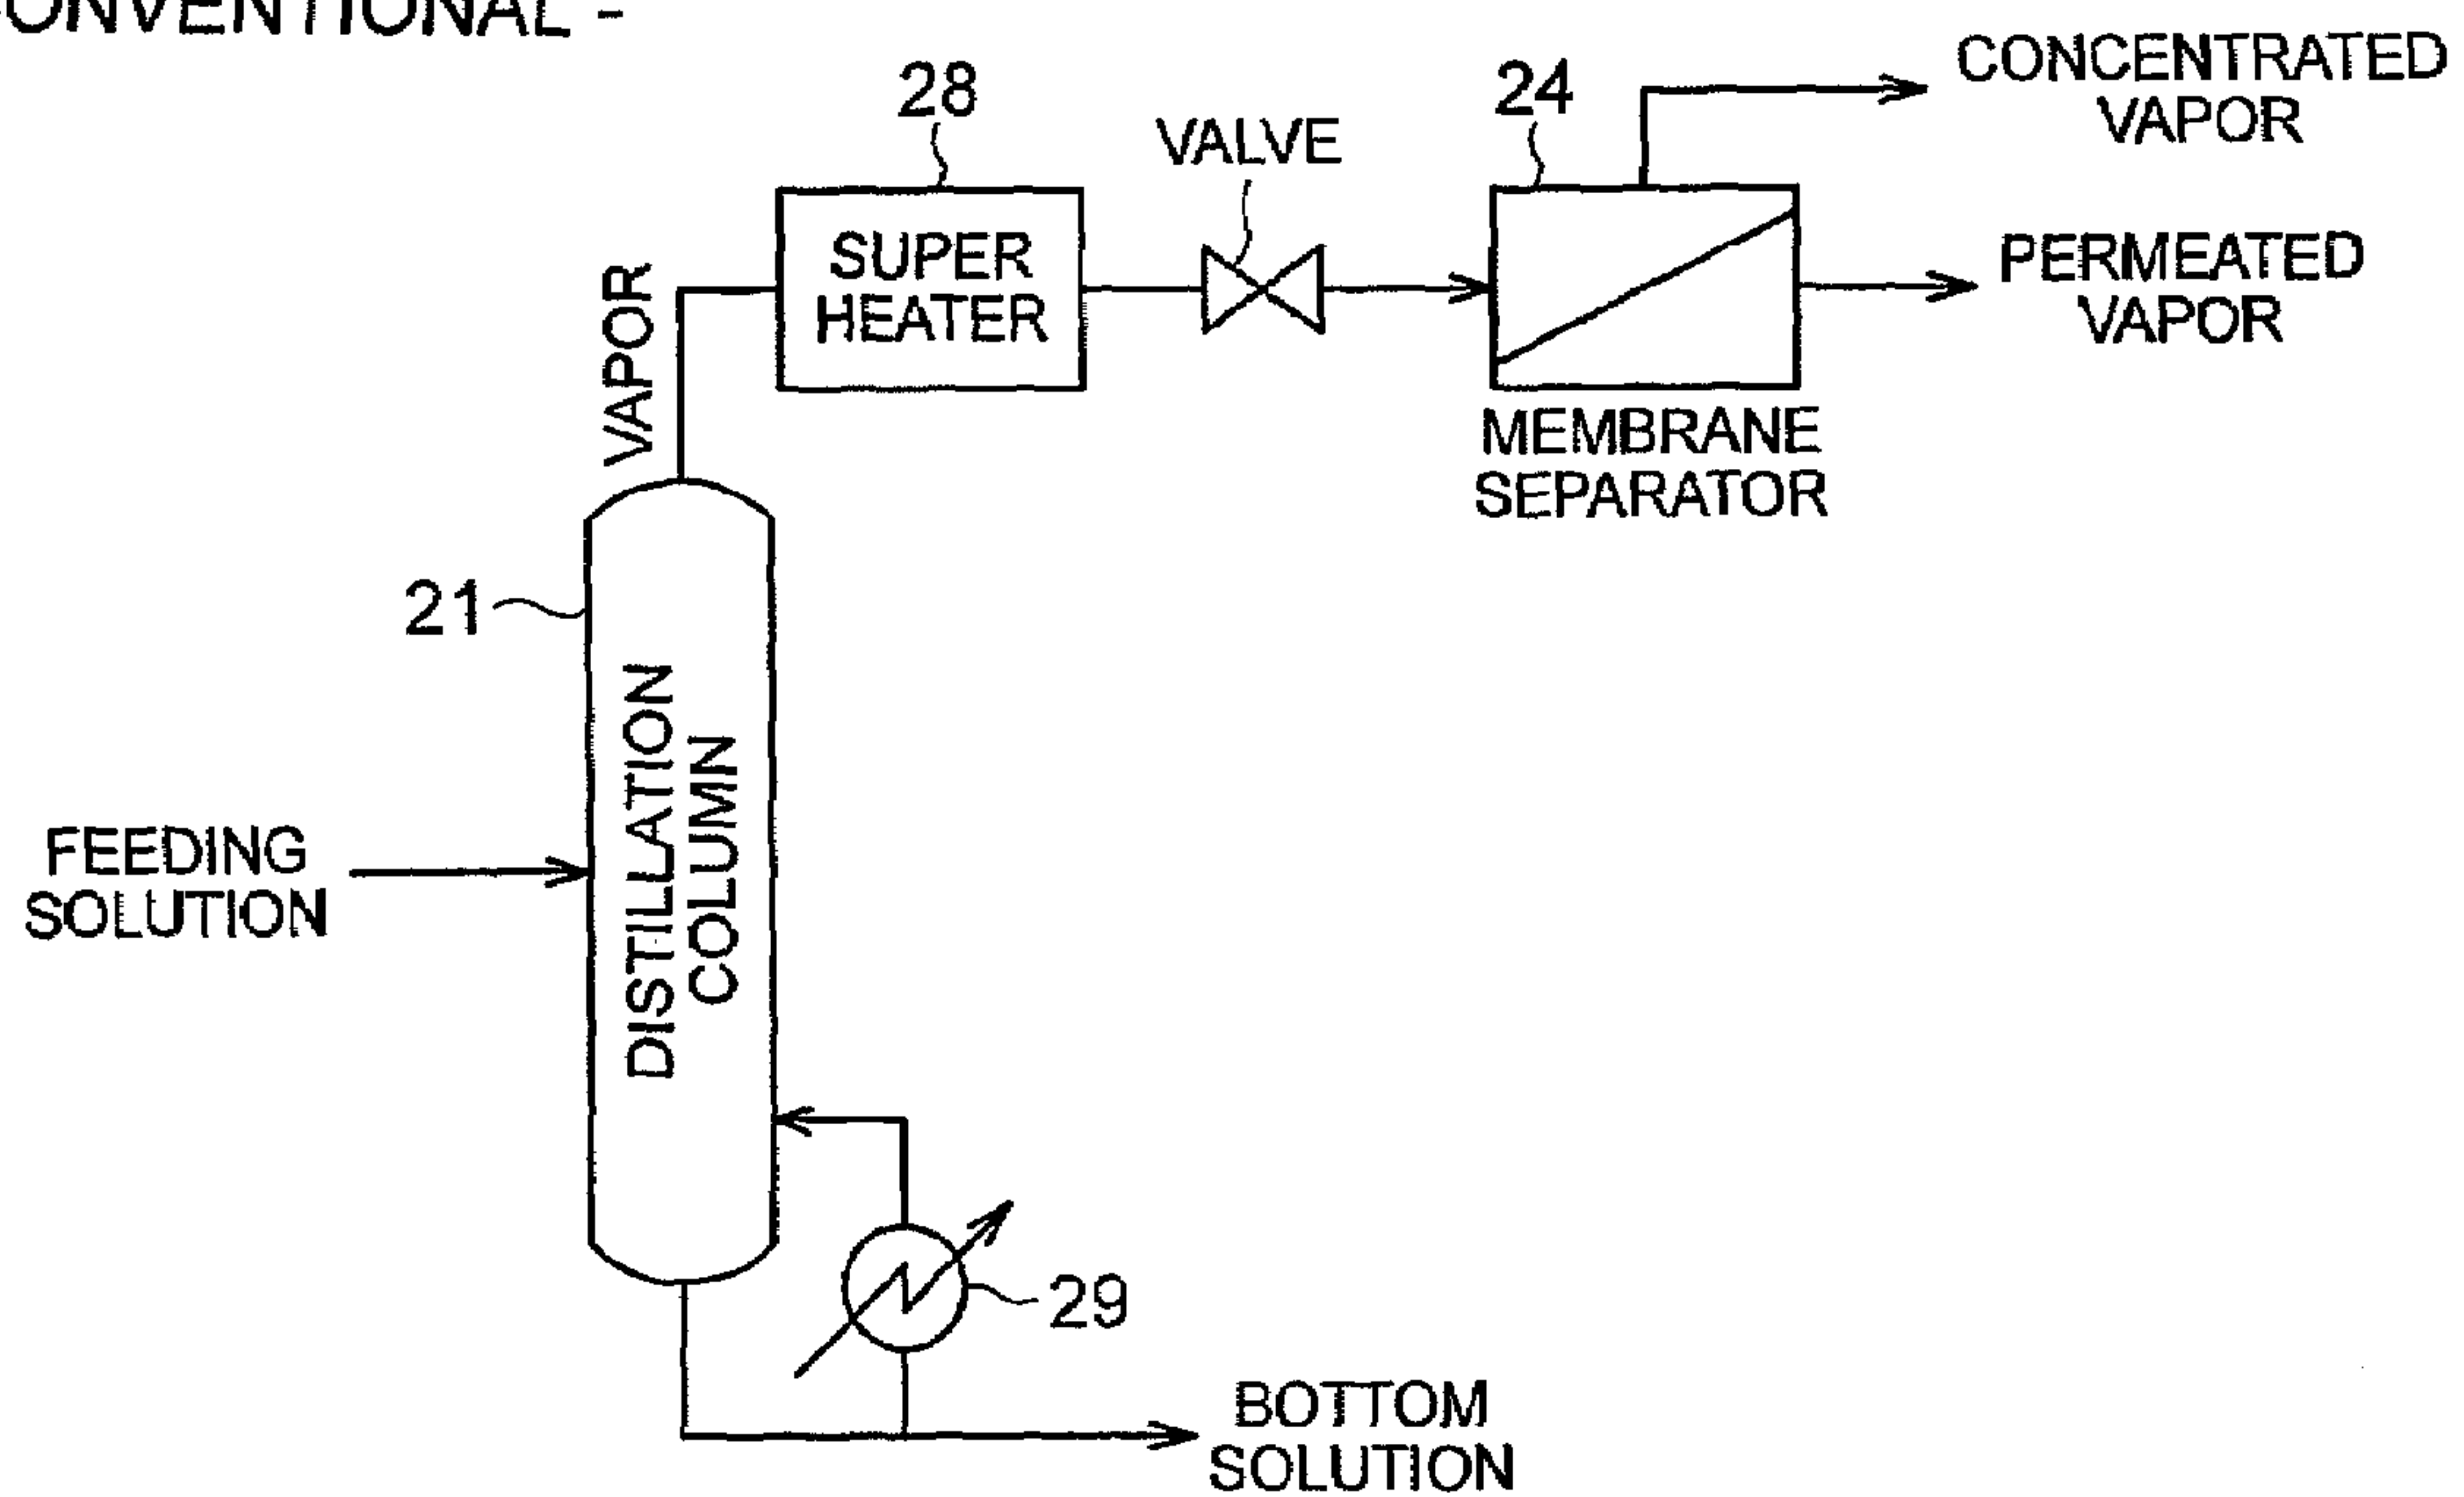 28
24
CONCENTRATED
VAPOR
VALVE
SUPER
HEATER
PERMEATED
VAPOR
VAPOR
MEMBRANE
SEPARATOR
21
DISTILLATION
COLUMN
FEEDING
SOLUTION
29
BOTTOM
SOLUTION